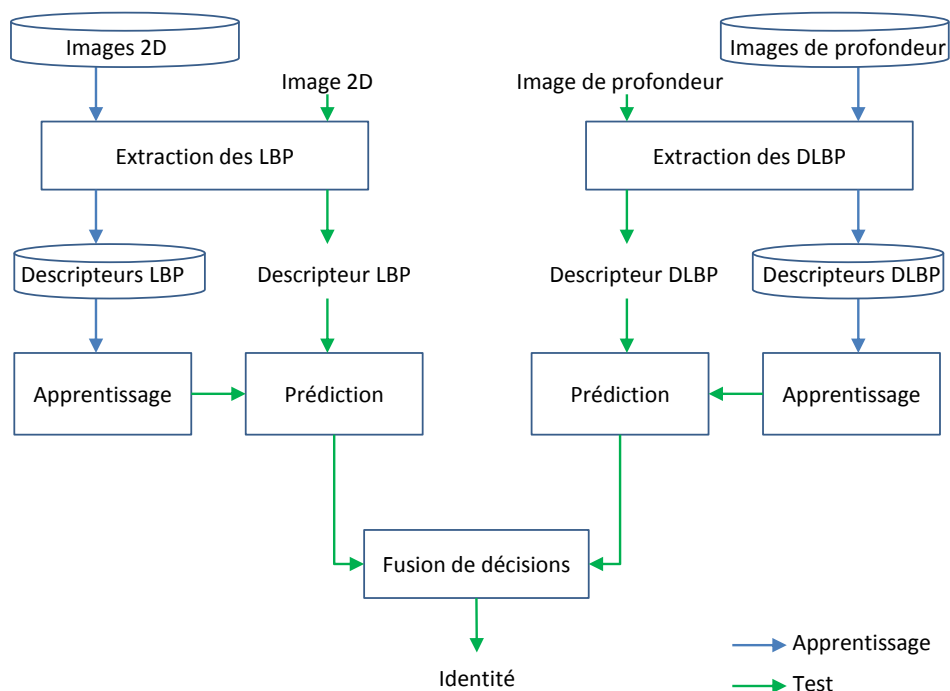 Images 2D
Images de profondeur
Image 2D
Image de profondeur
Extraction des LBP
Extraction des DLBP
Descripteurs LBP
Descripteur LBP
Descripteur DLBP
Descripteurs DLBP
Apprentissage
Prédiction
Prédiction
Apprentissage
Fusion de décisions
Identité
Apprentissage
Test